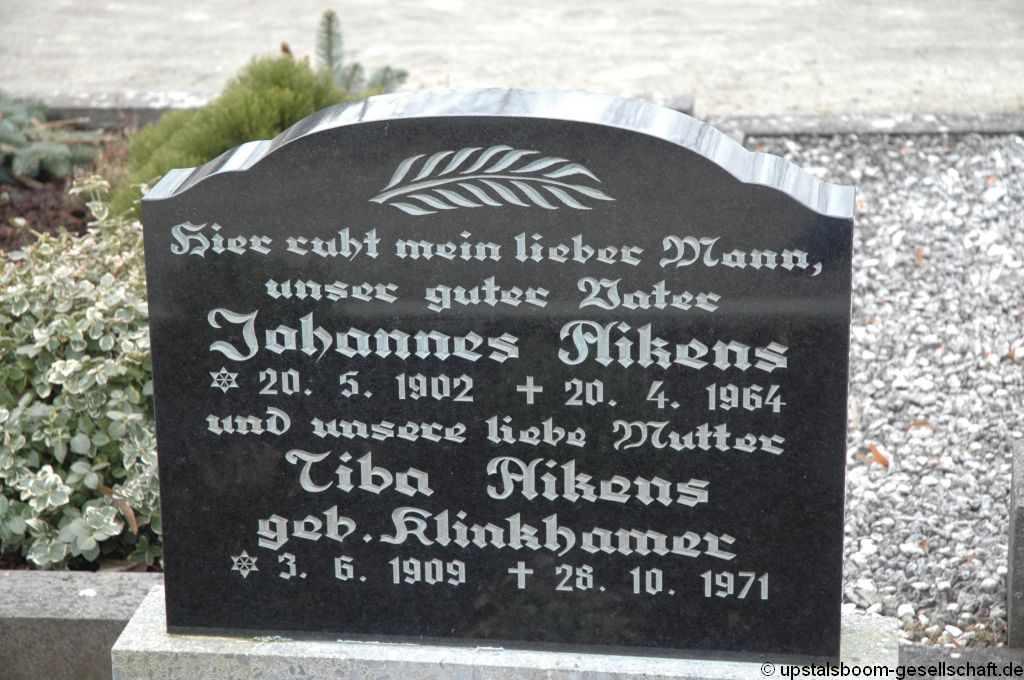 Hier ruht mein lieber Mann,
unser guter Vater
Johannes Aikens
✡ 20. 5. 1902 ✝ 20. 4. 1964
und unsere liebe Mutter
Tiba Aikens
geb. Klinkhamer
✡ 3. 6. 1909 ✝ 28. 10. 1971
© upstalsboom-gesellschaft.de